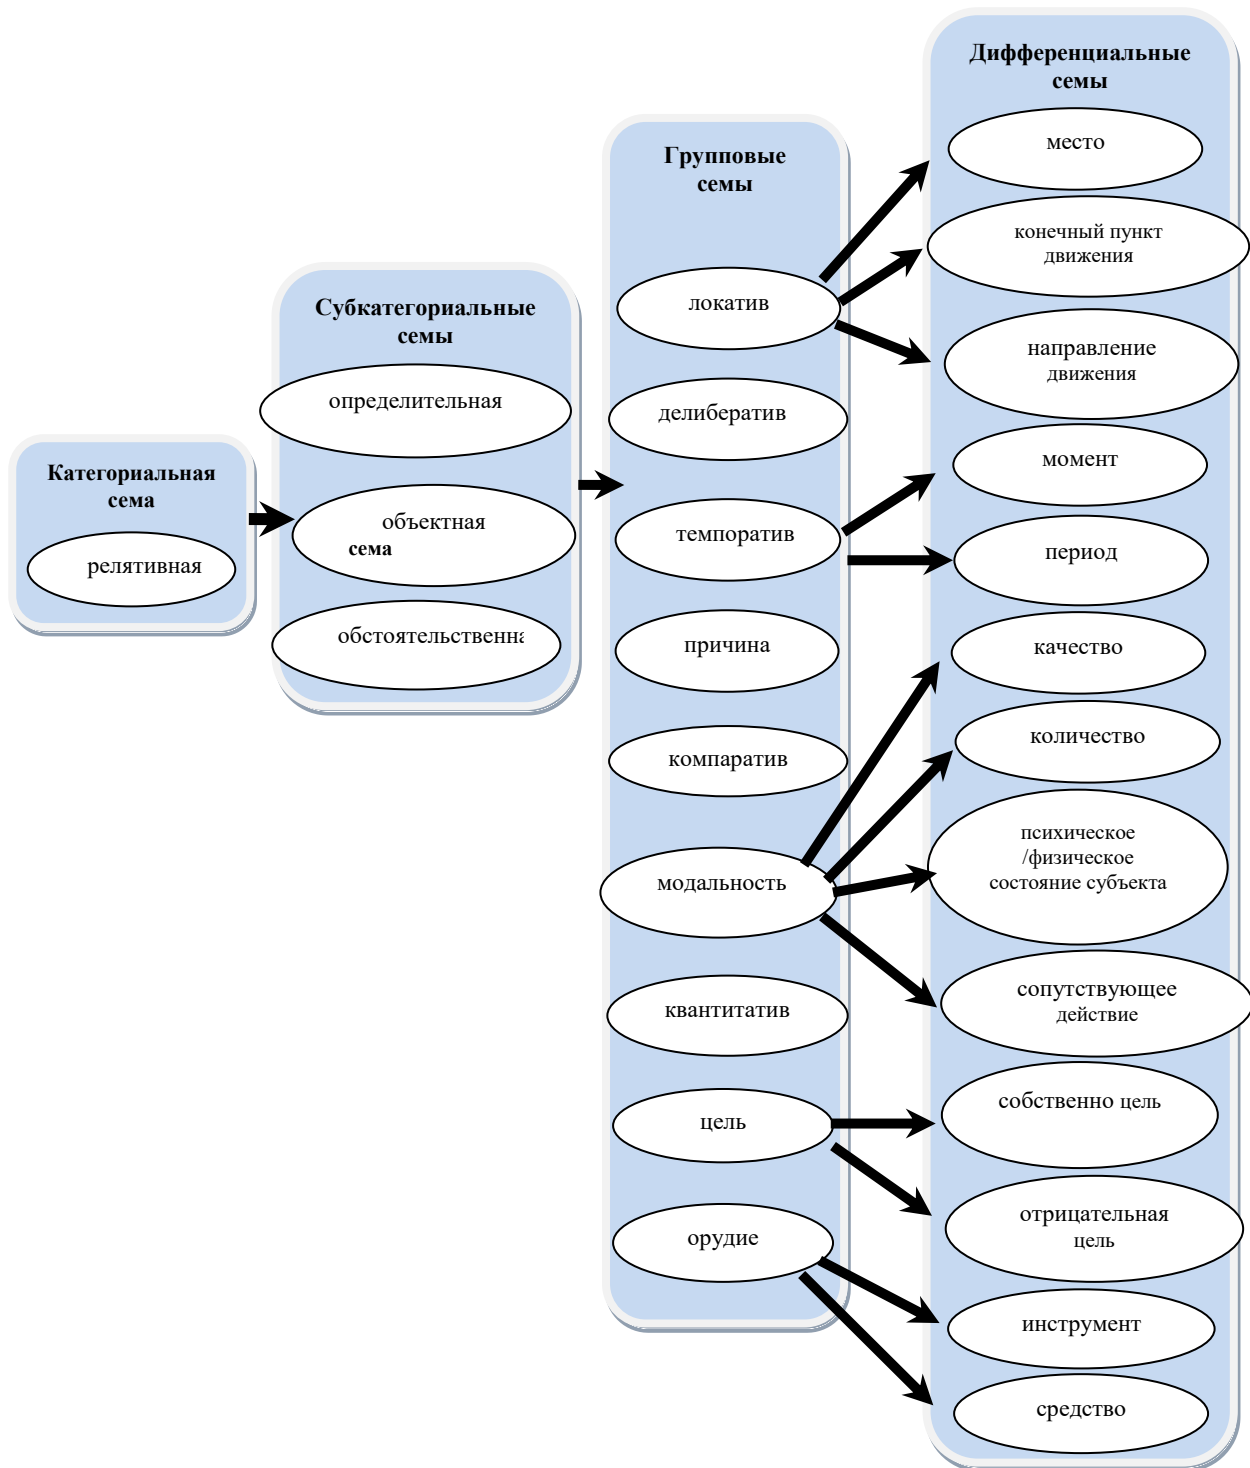 Категориальная
сема
релятивная
Субкатегориальные
семы
определительная
объектная
сема
обстоятельственна
Групповые
семы
локатив
делибератив
темпоратив
причина
компаратив
модальность
квантитатив
цель
орудие
Дифференциальные
семы
место
конечный пункт
движения
направление
движения
момент
период
качество
количество
психическое
/физическое
состояние субъекта
сопутствующее
действие
собственно цель
отрицательная
цель
инструмент
средство